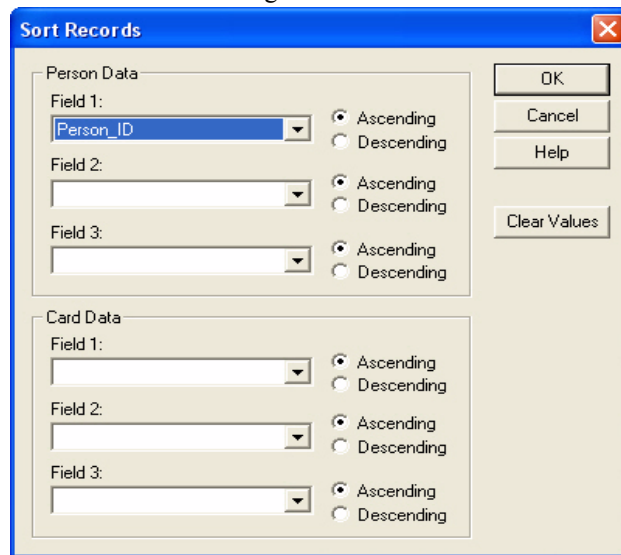 Sort Records
Person Data
Field 1:
Person_ID
Ascending
Descending
Field 2:
Ascending
Descending
Field 3:
Ascending
Descending
Card Data
Field 1:
Ascending
Descending
Field 2:
Ascending
Descending
Field 3:
Ascending
Descending
OK
Cancel
Help
Clear Values